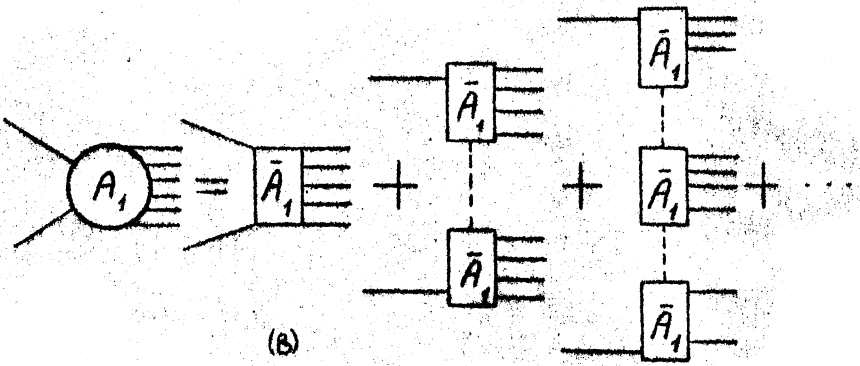 Ā₁
Ā₁
A₁ = Ā₁ + + Ā₁ + ...
Ā₁
Ā₁
(в)